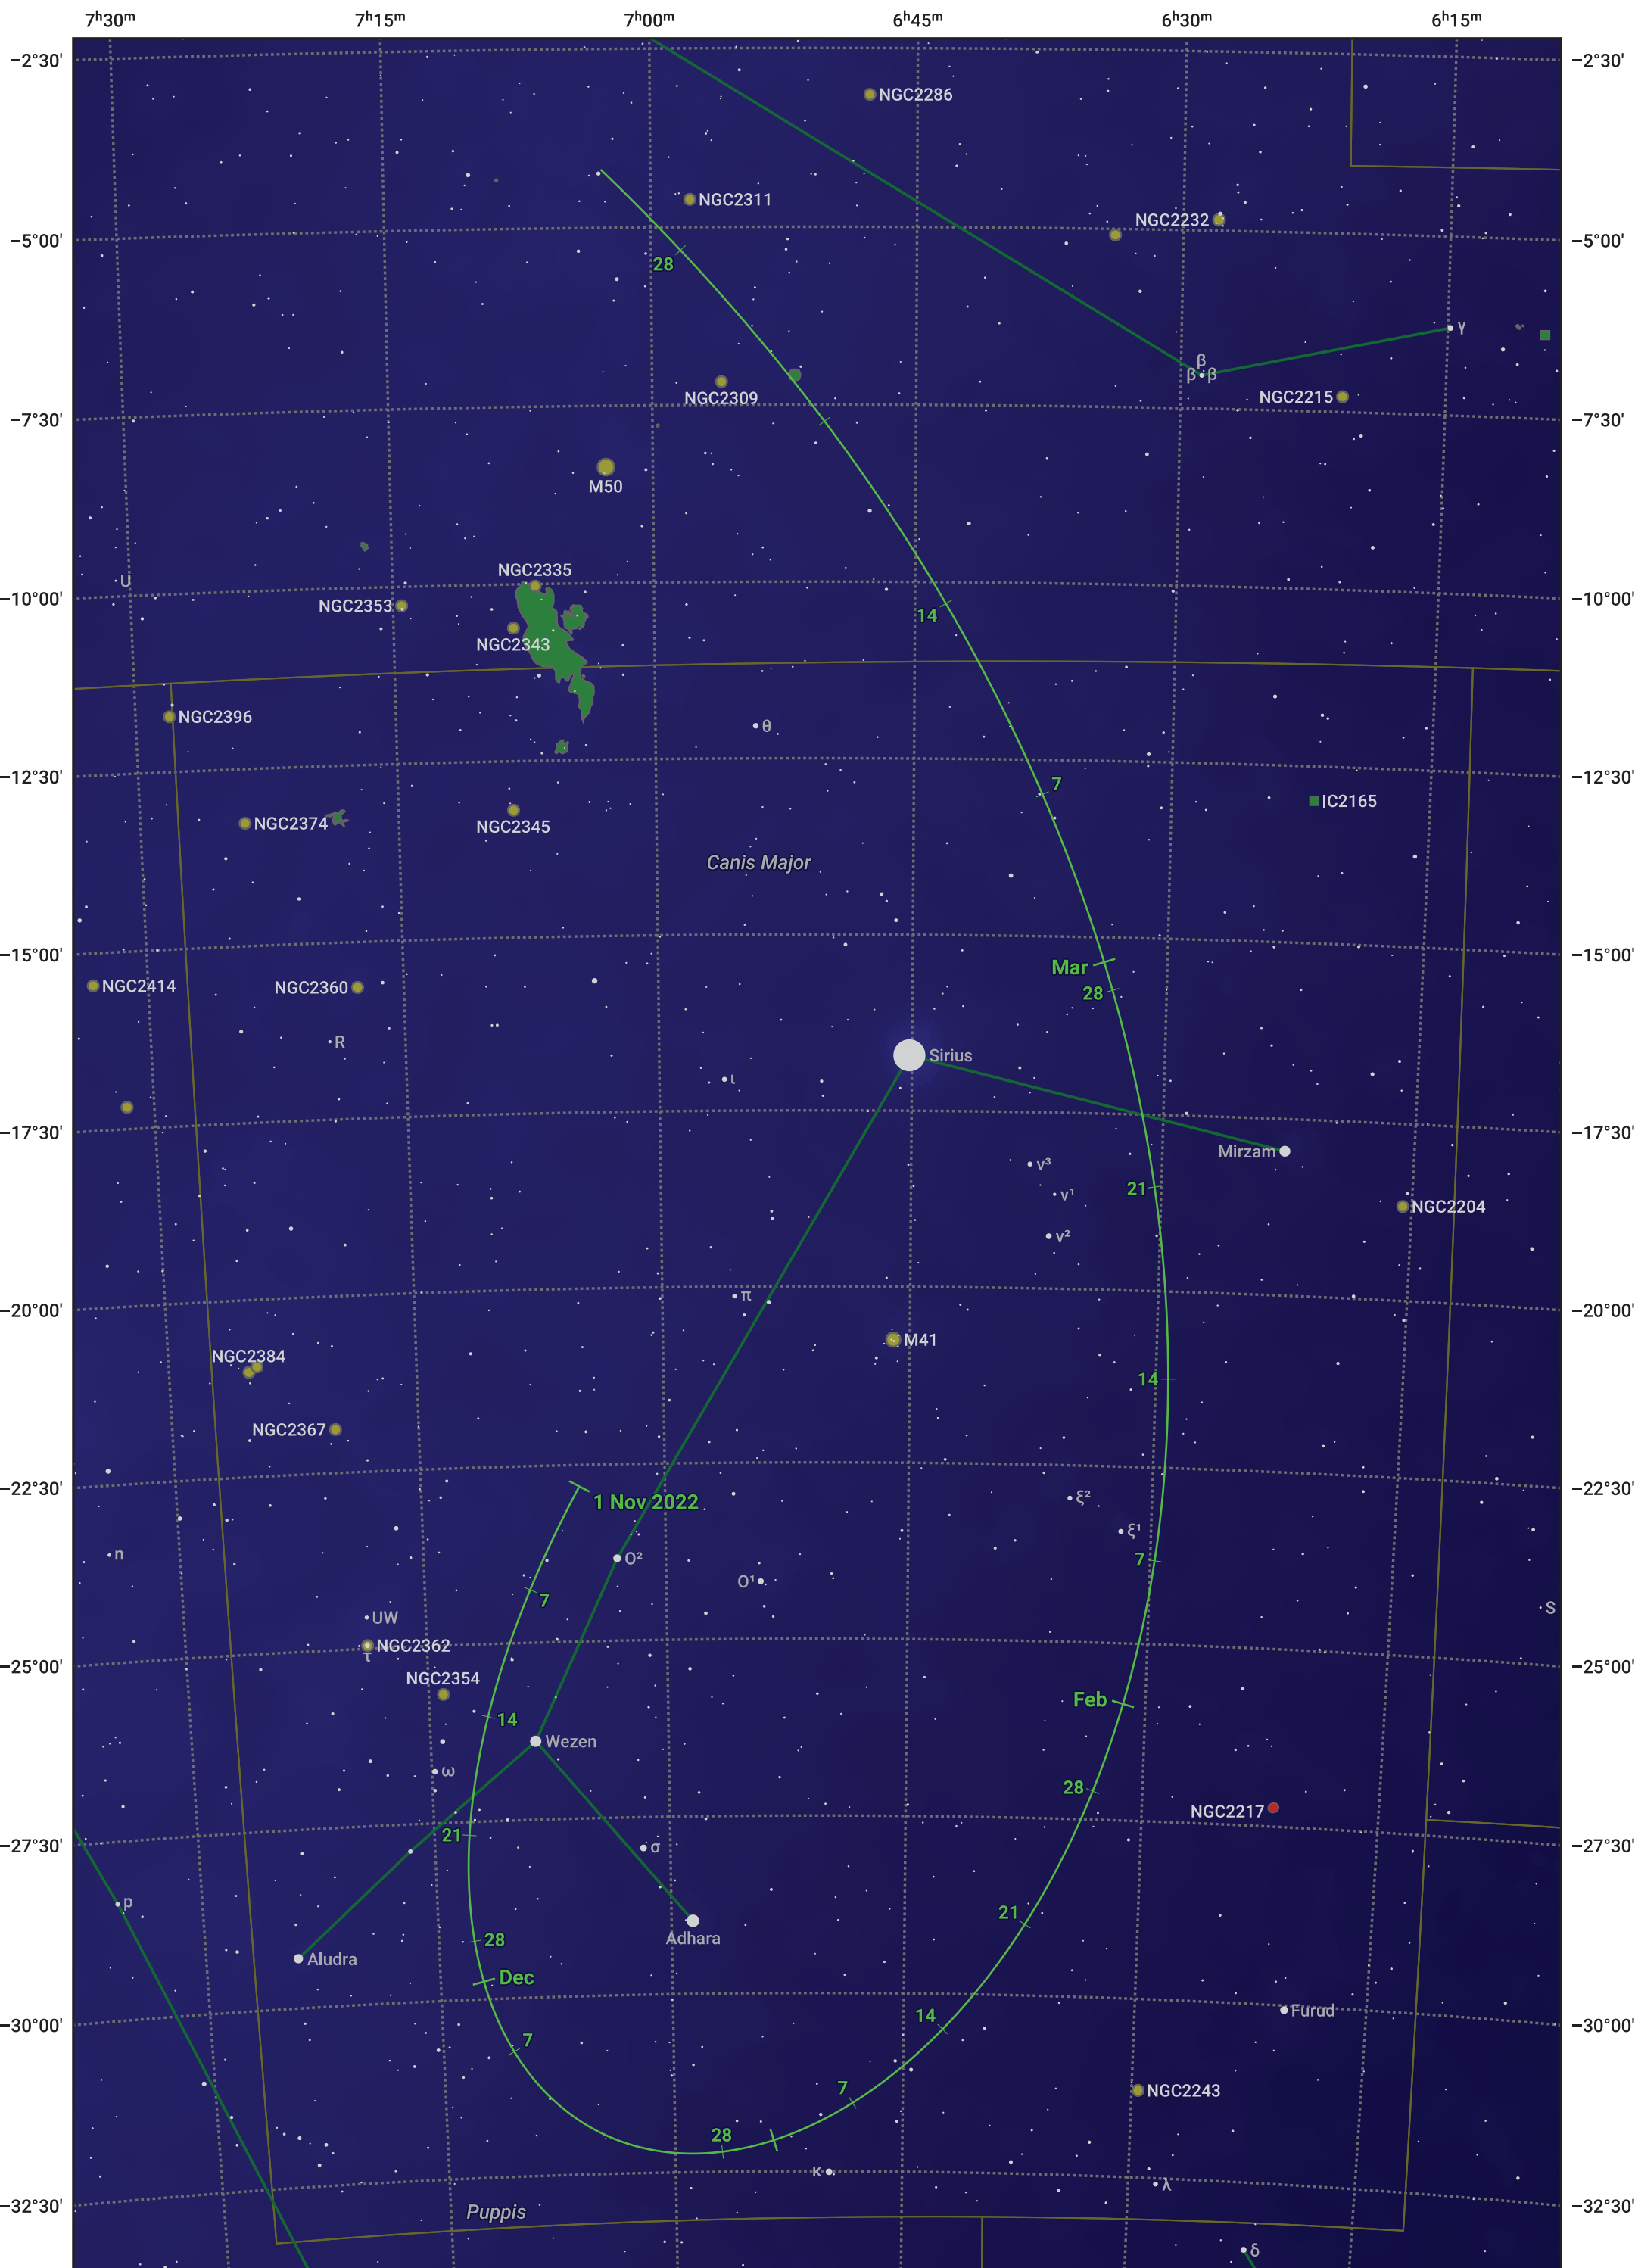 7h30m 7h15m 7h00m 6h45m 6h30m 6h15m
−2°30' −2°30'
NGC2286
NGC2311
NGC2232
−5°00' −5°00'
28
γ
β
β β
NGC2309
NGC2215
−7°30' −7°30'
M50
NGC2335
U
−10°00' −10°00'
NGC2353
14
NGC2343
NGC2396
θ
−12°30' −12°30'
7
IC2165
NGC2374
NGC2345
Canis Major
−15°00' −15°00'
Mar
NGC2414
NGC2360
28
R
Sirius
ι
−17°30' −17°30'
Mirzam
ν³
21
ν¹
NGC2204
ν²
π
−20°00' −20°00'
M41
NGC2384
14
NGC2367
−22°30' −22°30'
ξ²
1 Nov 2022
ξ¹
n
ο²
7
ο¹
7
S
UW
NGC2362
τ
−25°00' −25°00'
NGC2354
Feb
14
Wezen
ω
28
NGC2217
21
−27°30' −27°30'
σ
p
21
Adhara
28
Aludra
Dec
Furud
14
−30°00' −30°00'
7
7
NGC2243
28
κ
λ
−32°30' −32°30'
Puppis
δ